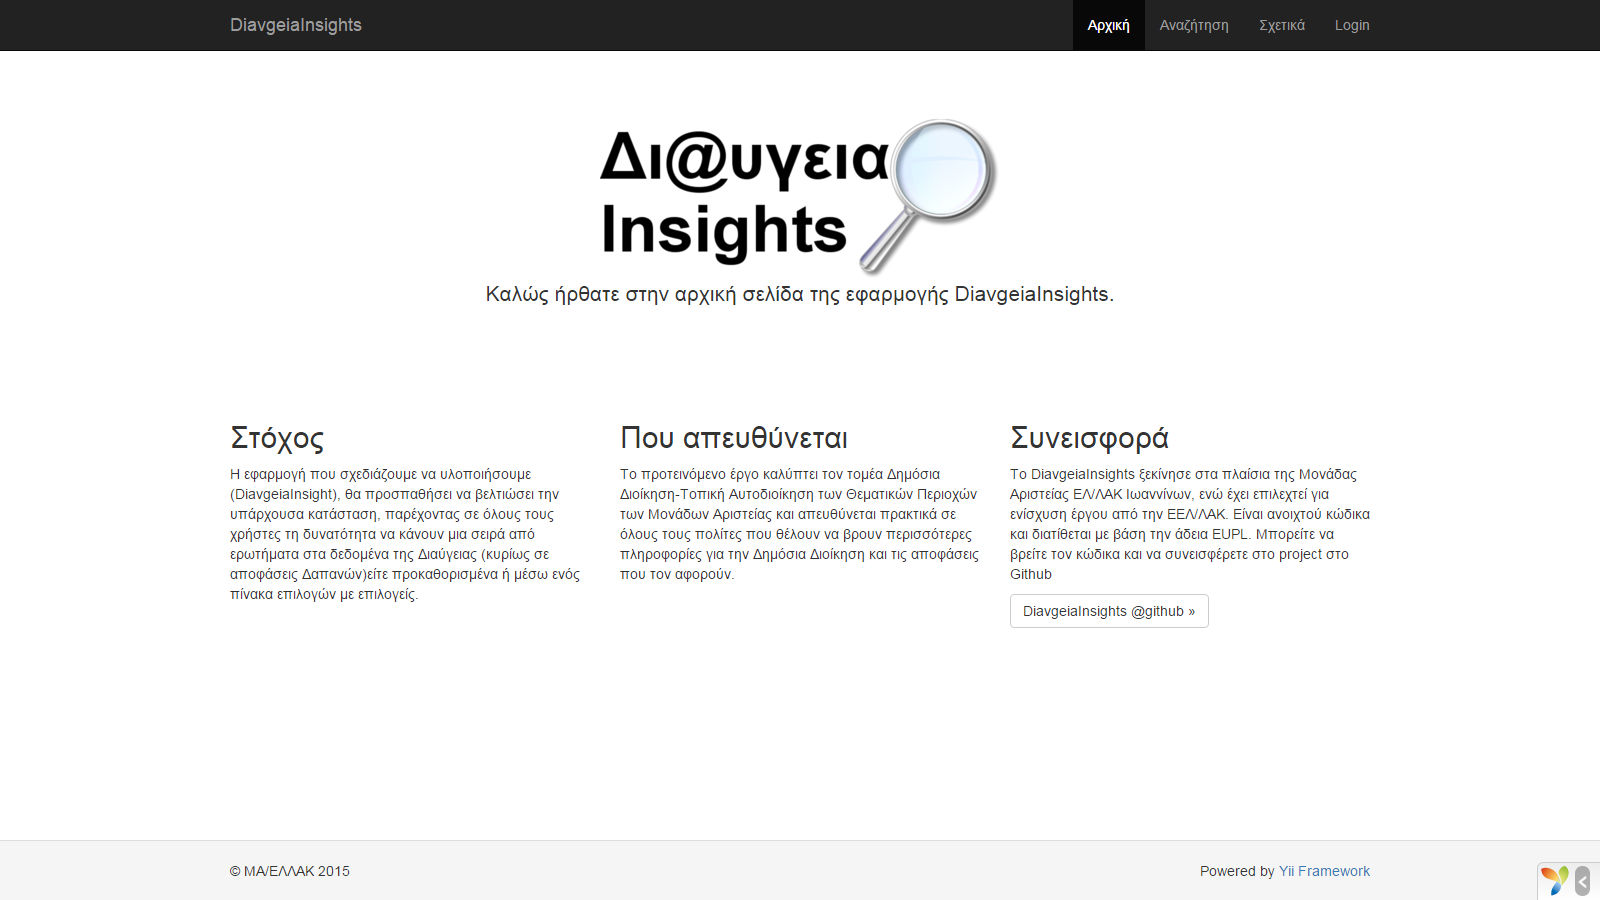 DiavgeiaInsights
Αρχική
Αναζήτηση
Σχετικά
Login
Δι@υγεια
Insights
Καλώς ήρθατε στην αρχική σελίδα της εφαρμογής DiavgeiaInsights.
Στόχος
Η εφαρμογή που σχεδιάζουμε να υλοποιήσουμε
(DiavgeiaInsight), θα προσπαθήσει να βελτιώσει την
υπάρχουσα κατάσταση, παρέχοντας σε όλους τους
χρήστες τη δυνατότητα να κάνουν μια σειρά από
ερωτήματα στα δεδομένα της Διαύγειας (κυρίως σε
αποφάσεις Δαπανών)είτε προκαθορισμένα ή μέσω ενός
πίνακα επιλογών με επιλογείς.
Που απευθύνεται
Το προτεινόμενο έργο καλύπτει τον τομέα Δημόσια
Διοίκηση-Τοπική Αυτοδιοίκηση των Θεματικών Περιοχών
των Μονάδων Αριστείας και απευθύνεται πρακτικά σε
όλους τους πολίτες που θέλουν να βρουν περισσότερες
πληροφορίες για την Δημόσια Διοίκηση και τις αποφάσεις
που τον αφορούν.
Συνεισφορά
Το DiavgeiaInsights ξεκίνησε στα πλαίσια της Μονάδας
Αριστείας ΕΛ/ΛΑΚ Ιωαννίνων, ενώ έχει επιλεχτεί για
ενίσχυση έργου από την ΕΕΛ/ΛΑΚ. Είναι ανοιχτού κώδικα
και διατίθεται με βάση την άδεια EUPL. Μπορείτε να
βρείτε τον κώδικα και να συνεισφέρετε στο project στο
Github
DiavgeiaInsights @github »
© ΜΑ/ΕΛΛΑΚ 2015
Powered by Yii Framework